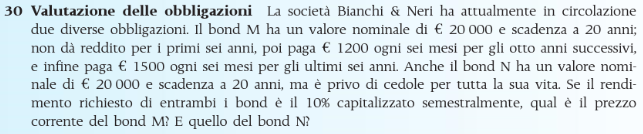 30 Valutazione delle obbligazioni La società Bianchi & Neri ha attualmente in circolazione
due diverse obbligazioni. Il bond M ha un valore nominale di € 20 000 e scadenza a 20 anni;
non dà reddito per i primi sei anni, poi paga € 1200 ogni sei mesi per gli otto anni successivi,
e infine paga € 1500 ogni sei mesi per gli ultimi sei anni. Anche il bond N ha un valore nomi-
nale di € 20 000 e scadenza a 20 anni, ma è privo di cedole per tutta la sua vita. Se il rendi-
mento richiesto di entrambi i bond è il 10% capitalizzato semestralmente, qual è il prezzo
corrente del bond M? E quello del bond N?